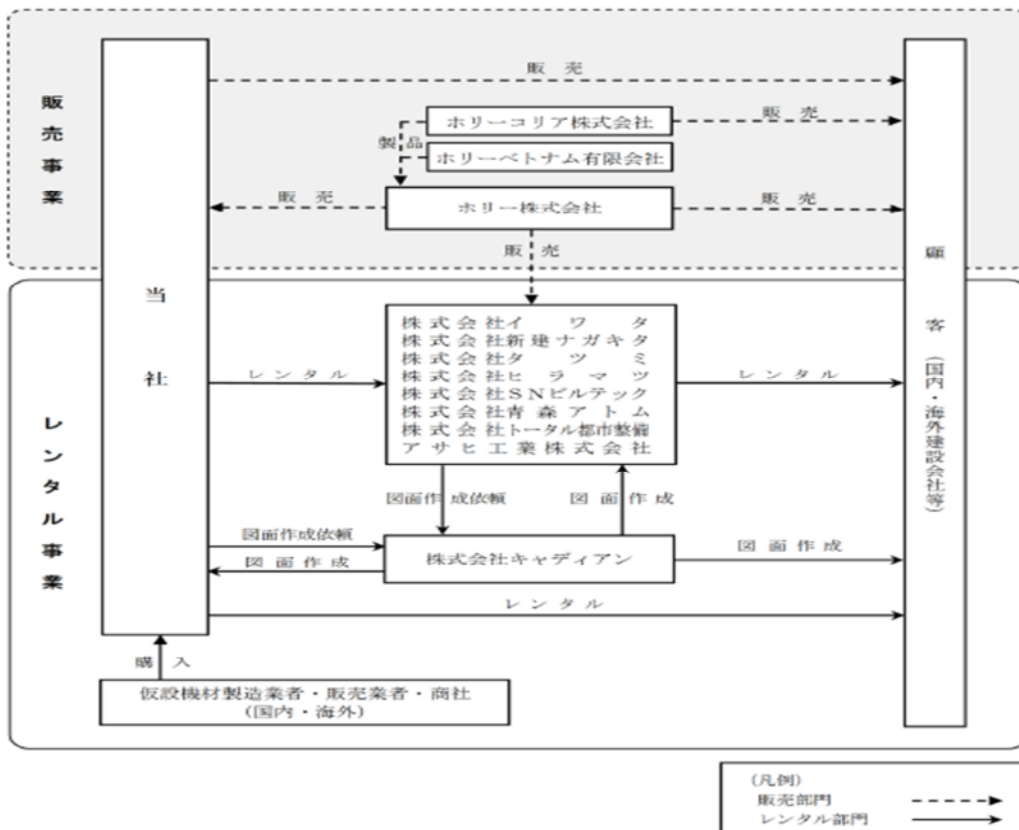 販売事業
当社
販売
ホリーコリア株式会社
販売
製品
ホリーベトナム有限会社
販売
ホリー株式会社
販売
販売
顧客(国内・海外建設会社等)
レンタル事業
株式会社イワタ
株式会社新建ナガキタ
株式会社タツミ
株式会社ヒラマツ
株式会社SNビルテック
株式会社青森アトム
株式会社トータル都市整備
アサヒ工業株式会社
レンタル
レンタル
図面作成依頼
図面作成
図面作成依頼
図面作成
株式会社キャディアン
図面作成
レンタル
購入
仮設機材製造業者・販売業者・商社
(国内・海外)
(凡例)
販売部門
レンタル部門